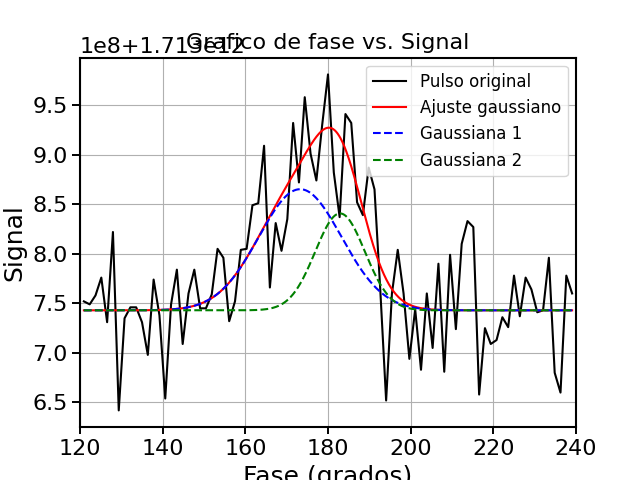 1e8+1.713e12
Grafico de fase vs. Signal
Pulso original
Ajuste gaussiano
Gaussiana 1
Gaussiana 2
Signal
9.5
9.0
8.5
8.0
7.5
7.0
6.5
120 140 160 180 200 220 240
Fase (grados)